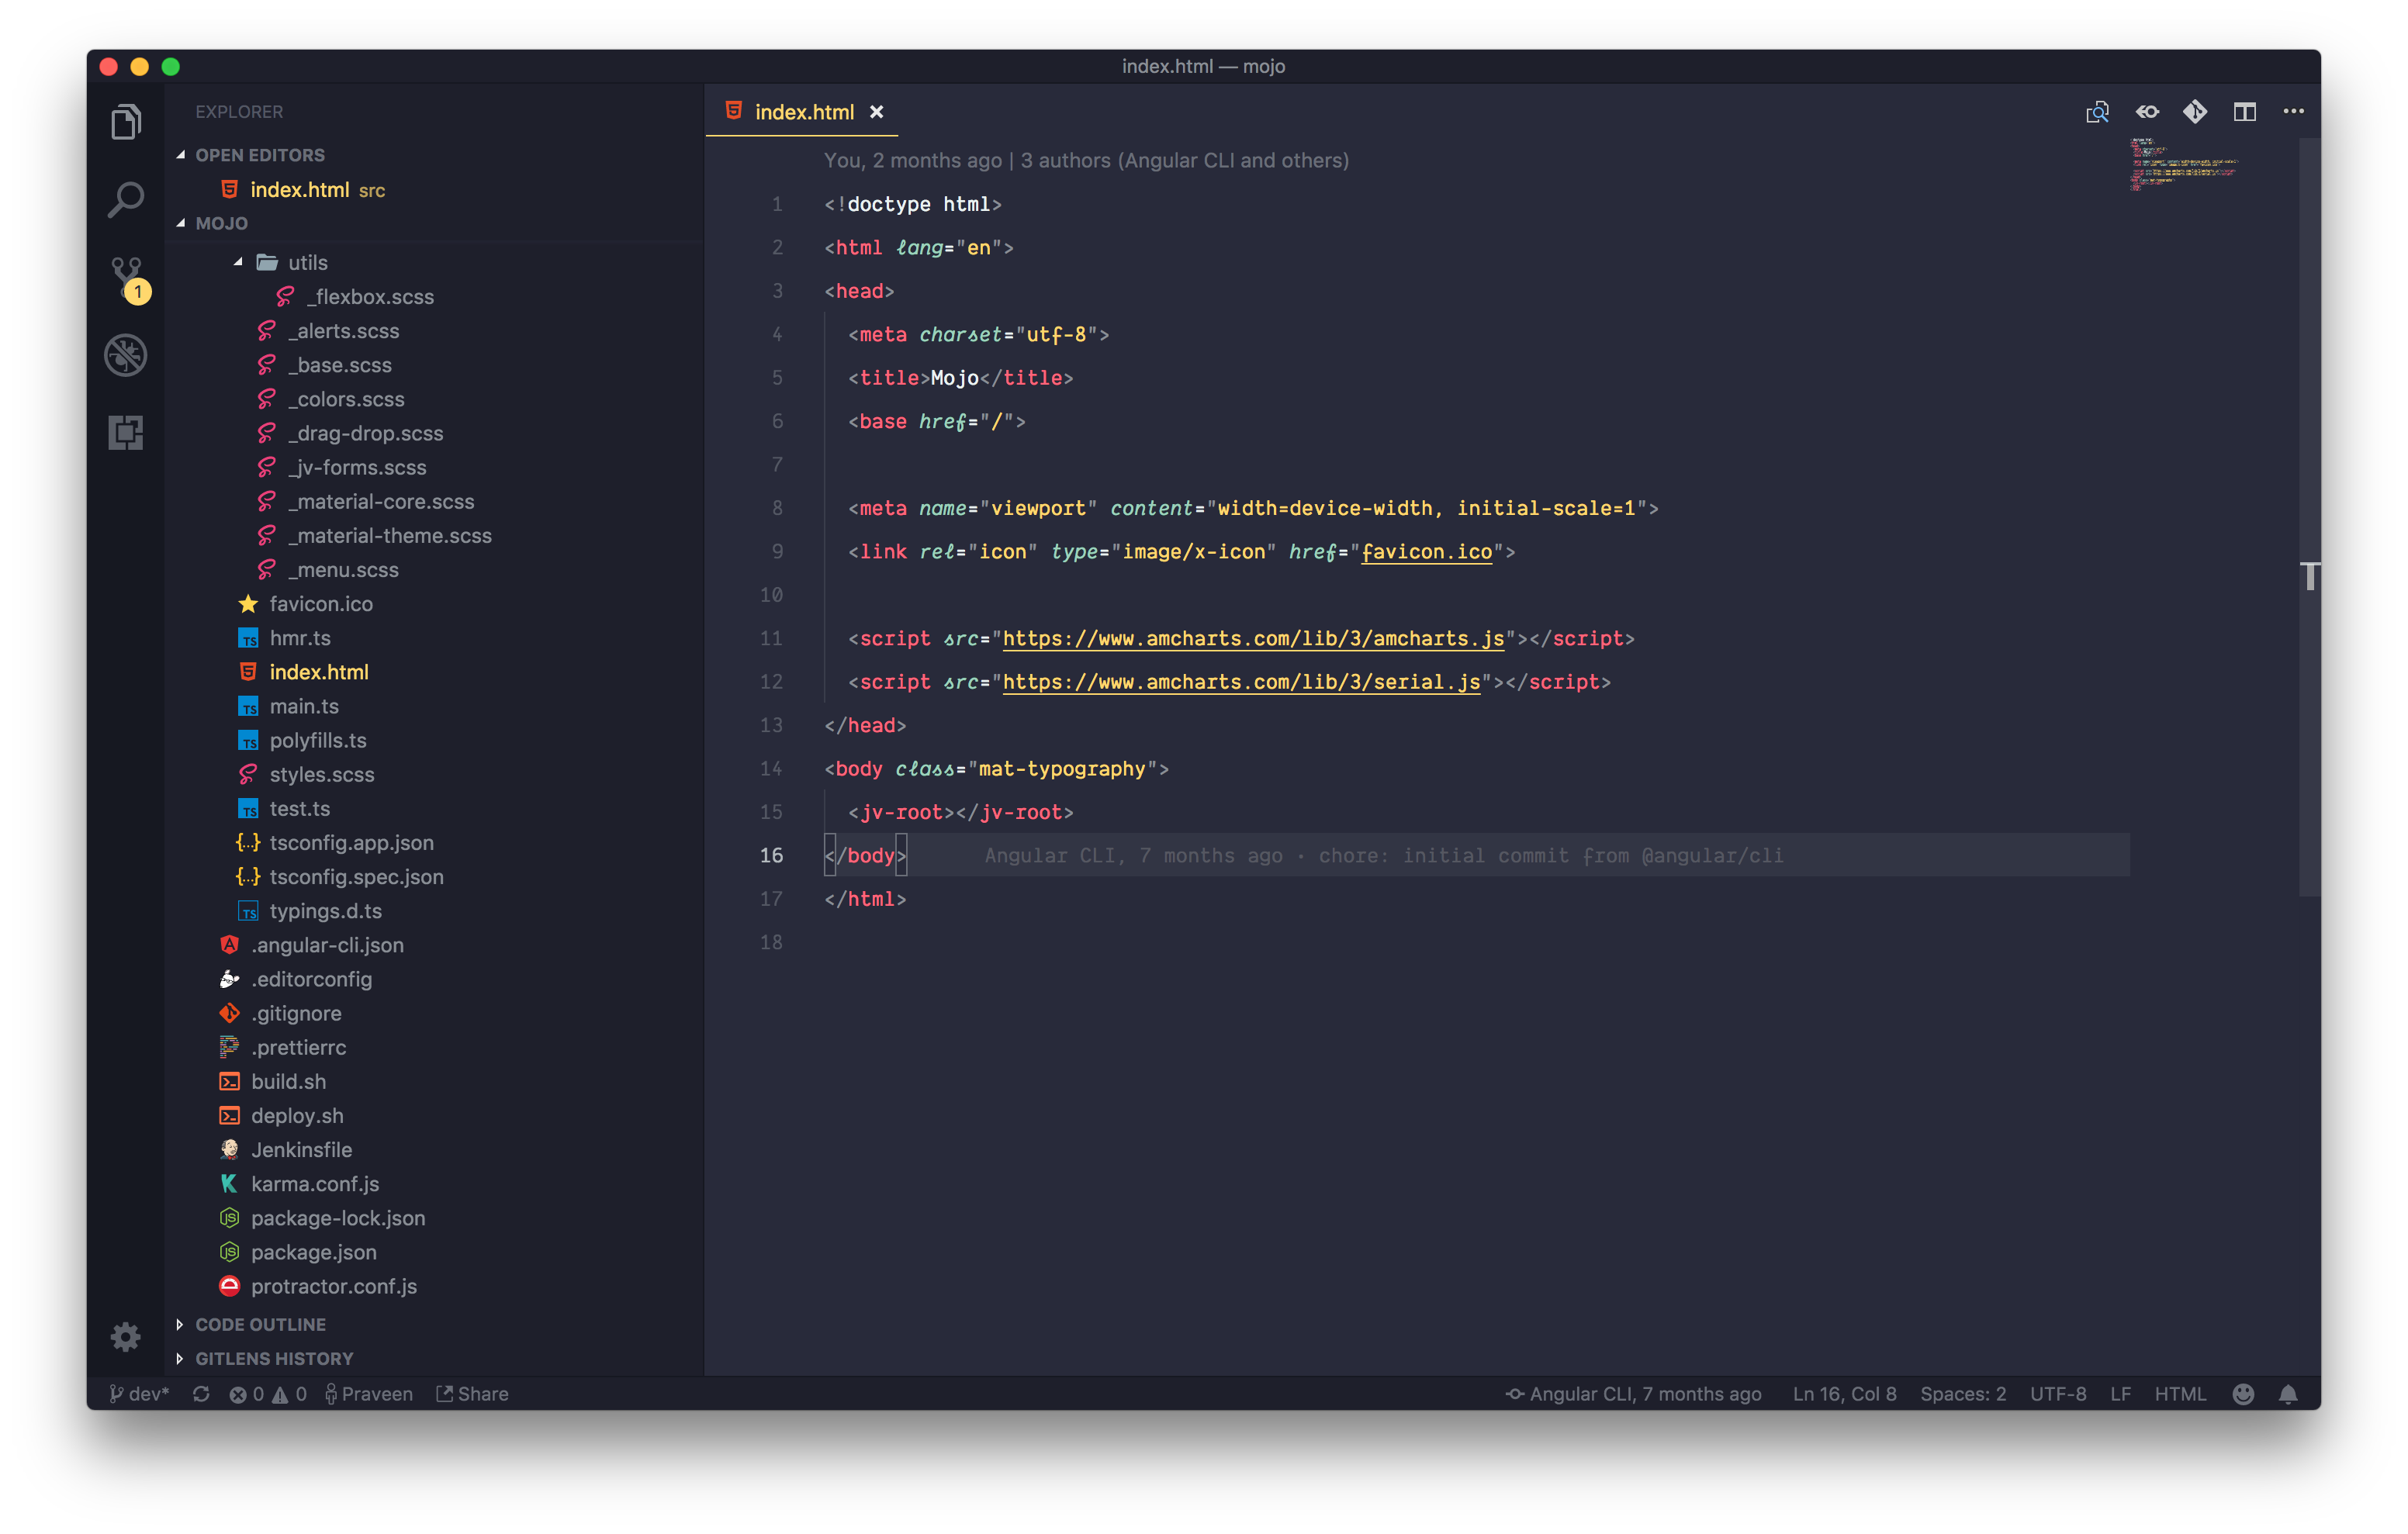 index.html — mojo
EXPLORER
OPEN EDITORS
index.html src
MOJO
utils
_flexbox.scss
_alerts.scss
_base.scss
_colors.scss
_drag-drop.scss
_jv-forms.scss
_material-core.scss
_material-theme.scss
_menu.scss
favicon.ico
hmr.ts
index.html
main.ts
polyfills.ts
styles.scss
test.ts
tsconfig.app.json
tsconfig.spec.json
typings.d.ts
.angular-cli.json
.editorconfig
.gitignore
.prettierrc
build.sh
deploy.sh
Jenkinsfile
karma.conf.js
package-lock.json
package.json
protractor.conf.js
CODE OUTLINE
GITLENS HISTORY
1
index.html
You, 2 months ago | 3 authors (Angular CLI and others)
1 <!doctype html>
2 <html lang="en">
3 <head>
4 <meta charset="utf-8">
5 <title>Mojo</title>
6 <base href="/">
7
8 <meta name="viewport" content="width=device-width, initial-scale=1">
9 <link rel="icon" type="image/x-icon" href="favicon.ico">
10
11 <script src="https://www.amcharts.com/lib/3/amcharts.js"></script>
12 <script src="https://www.amcharts.com/lib/3/serial.js"></script>
13 </head>
14 <body class="mat-typography">
15 <jv-root></jv-root>
16 </body> Angular CLI, 7 months ago · chore: initial commit from @angular/cli
17 </html>
18
dev* 0 0 Praveen Share Angular CLI, 7 months ago Ln 16, Col 8 Spaces: 2 UTF-8 LF HTML